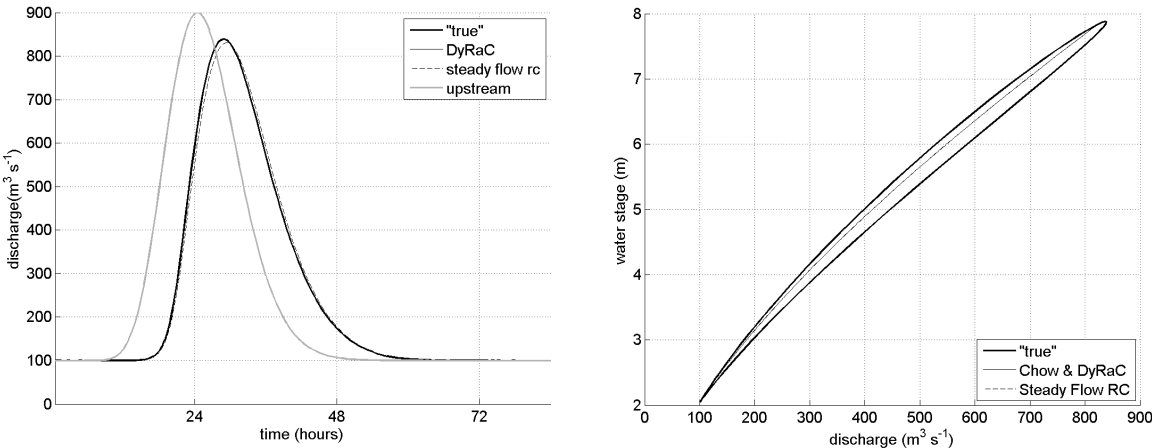 900
800
700
600
500
400
300
200
100
0
discharge(m³ s⁻¹)
"true"
DyRaC
steady flow rc
upstream
24
48
72
time (hours)
8
7
6
5
4
3
2
water stage (m)
"true"
Chow & DyRaC
Steady Flow RC
0
100
200
300
400
500
600
700
800
900
discharge (m³ s⁻¹)